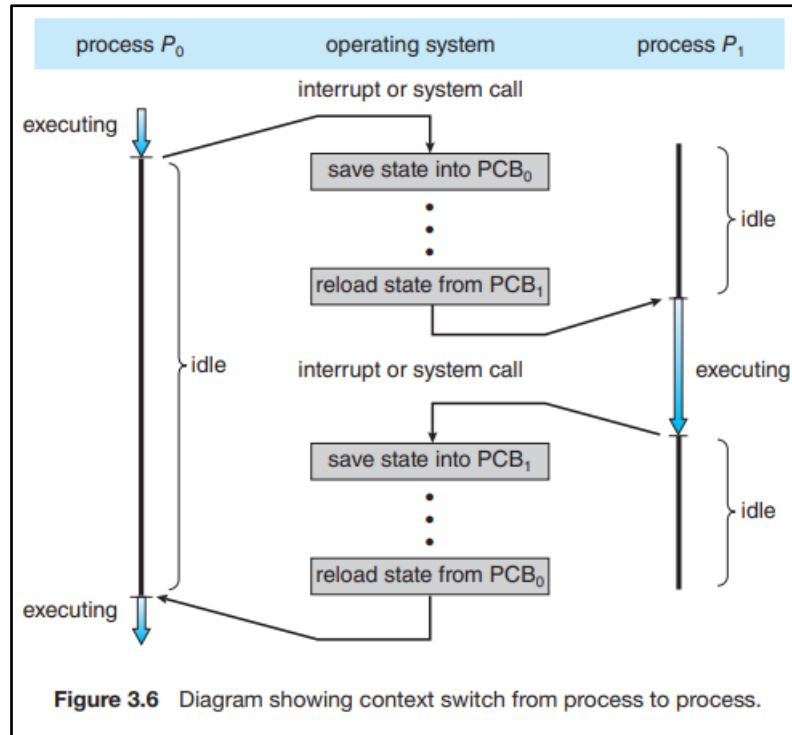 process P₀ operating system process P₁
interrupt or system call
executing
save state into PCB₀
idle
reload state from PCB₁
idle
interrupt or system call
executing
save state into PCB₁
idle
reload state from PCB₀
executing
Figure 3.6 Diagram showing context switch from process to process.